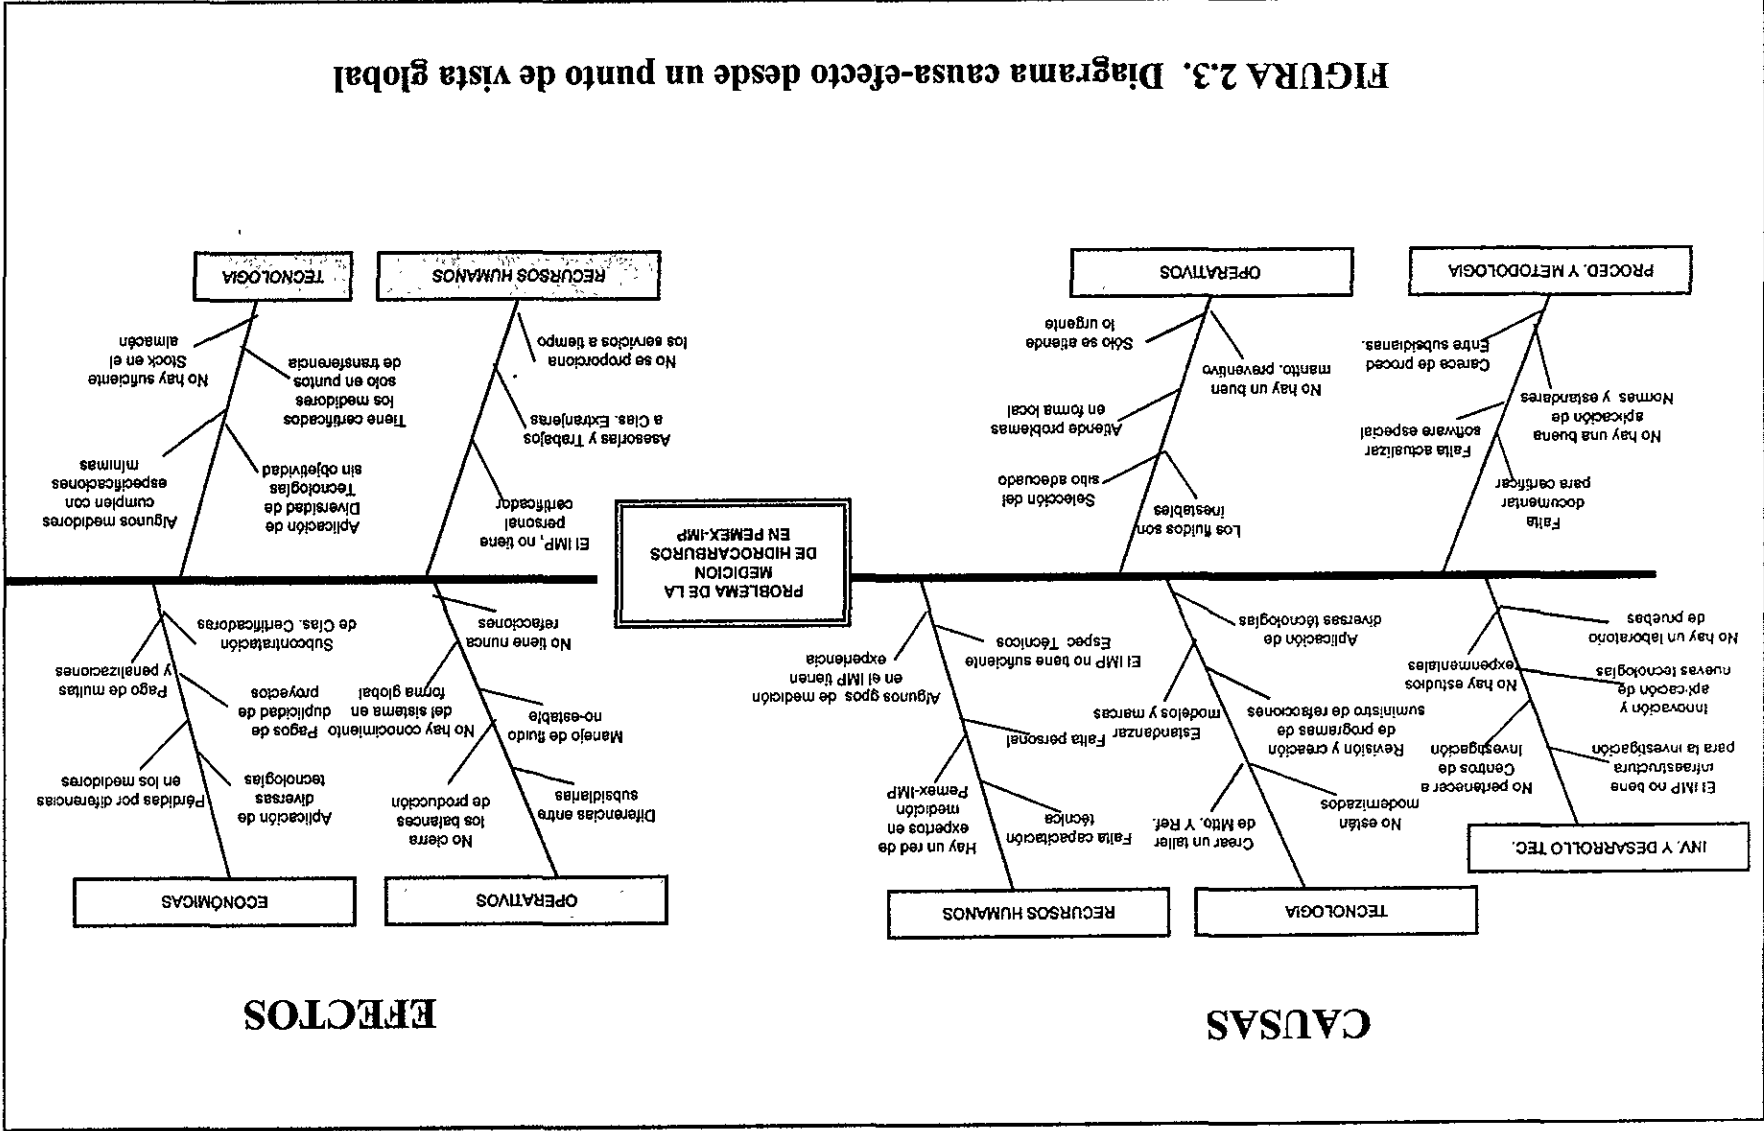 CAUSAS
EFECTOS
INV. Y DESARROLLO TEC.
El IMP no tiene
infraestructura
para la investigación
Innovación y
aplicación de
nuevas tecnologías
No hay un laboratorio
de pruebas
No pertenecer a
Centros de
Investigación
No hay estudios
experimentales
TECNOLOGIA
No están
modernizados
Crear un taller
de Mtto. Y Ref.
Revisión y creación
de programas de
suministro de refacciones
Estandarizar
modelos y marcas
Aplicación de
diversas técnologías
RECURSOS HUMANOS
Falta capacitación
técnica
Hay un red de
expertos en
medición
Pemex-IMP
Falta personal
Algunos gpos de medición
en el IMP tienen
experiencia
El IMP no tiene suficiente
Espec Técnicos
PROCED. Y METODOLOGIA
Falta
documentar
para certificar
Falta actualizar
software especial
No hay una buena
aplicación de
Normas y estandares
Carece de proced
Entre subsidiarias.
OPERATIVOS
Los fluidos son
inestables
Selección del
sitio adecuado
Atiende problemas
en forma local
No hay un buen
mantto. preventivo
Sólo se atiende
lo urgente
PROBLEMA DE LA
MEDICION
DE HIDROCARBUROS
EN PEMEX-IMP
OPERATIVOS
Diferencias entre
subsidiarias
No cierra
los balances
de producción
Manejo de fluido
no-estable
No hay conocimiento
del sistema en
forma global
No tiene nunca
refacciones
ECONÓMICAS
Aplicación de
diversas
tecnologías
Pérdidas por diferencias
en los medidores
Pagos de
duplicidad de
proyectos
Pago de multas
y penalizaciones
Subcontratación
de Cías. Certificadoras
El IMP, no tiene
personal
certificador
Asesorías y Trabajos
a Cías. Extranjeras
No se proporciona
los servicios a tiempo
RECURSOS HUMANOS
Aplicación de
Diversidad de
Tecnologías
sin objetividad
Algunos medidores
cumplen con
especificaciones
mínimas
Tiene certificados
los medidores
solo en puntos
de transferencia
No hay suficiente
Stock en el
almacén
TECNOLOGIA
FIGURA 2.3. Diagrama causa-efecto desde un punto de vista global